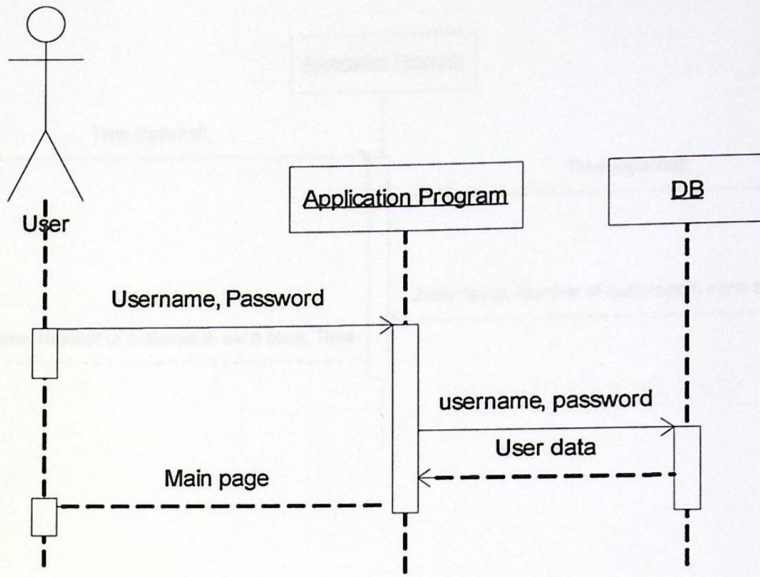 User
Application Program
DB
Username, Password
username, password
User data
Main page